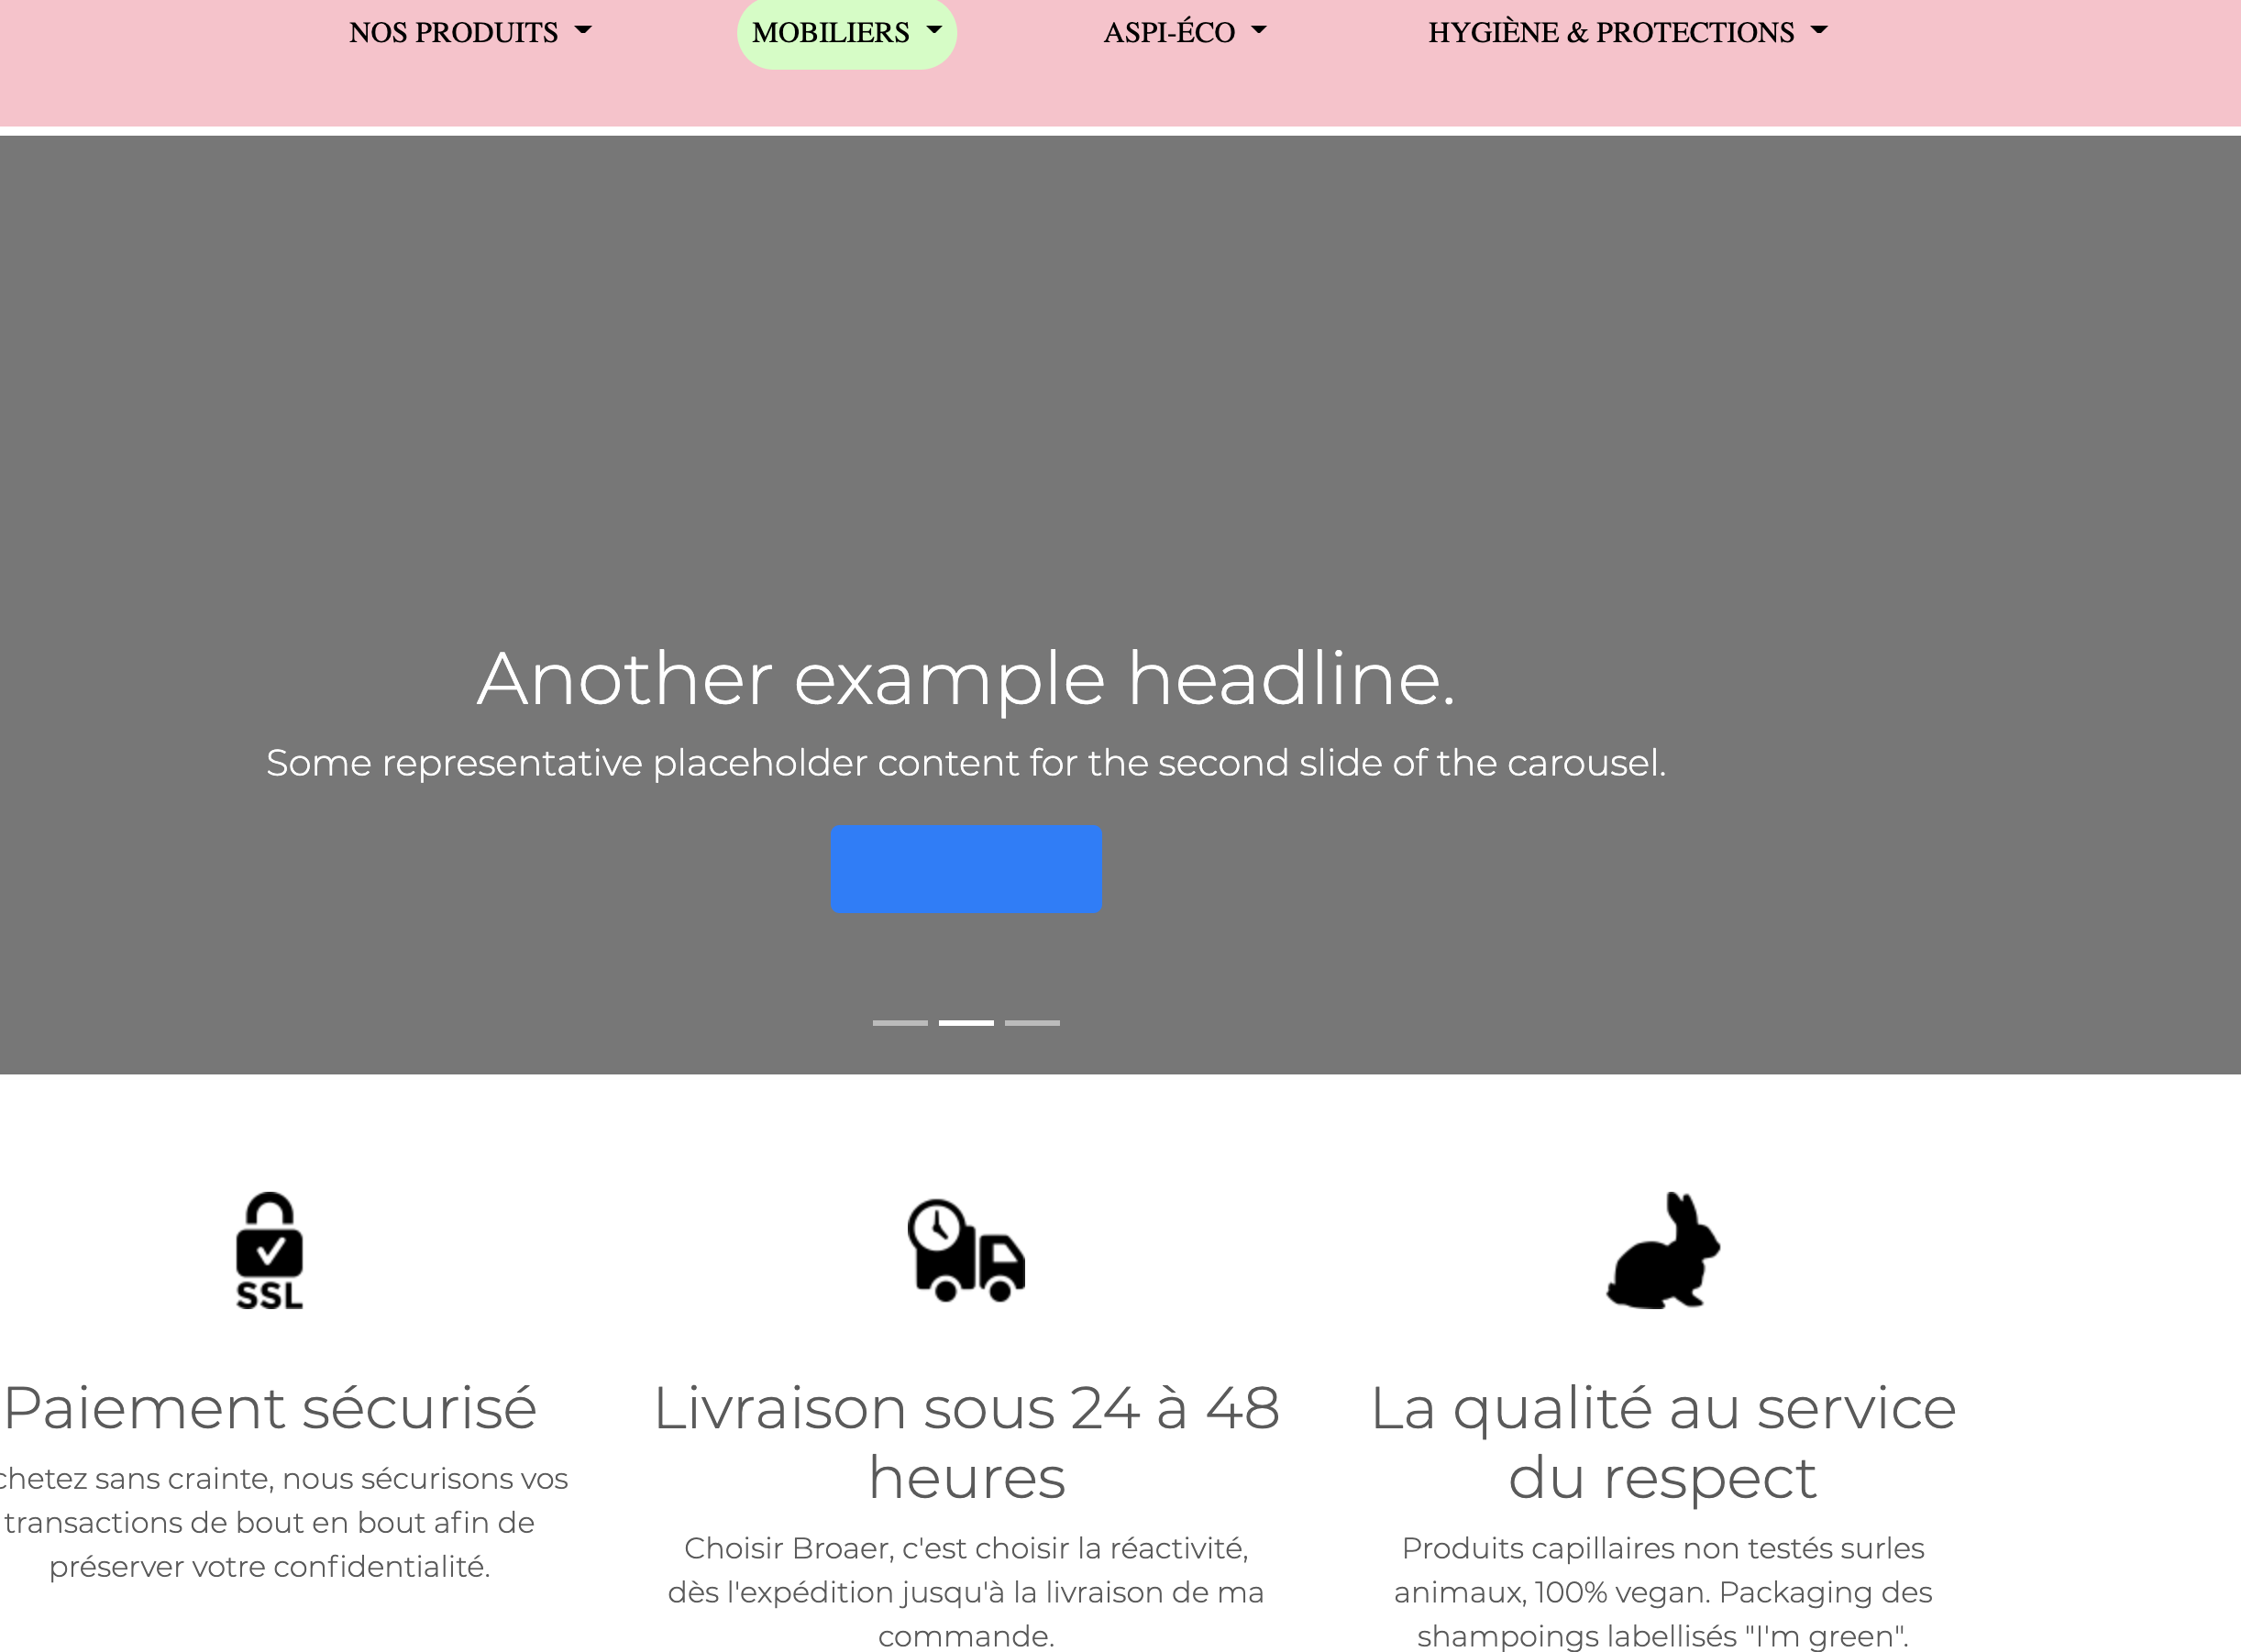 NOS PRODUITS
MOBILIERS
ASPI-ÉCO
HYGIÈNE & PROTECTIONS
Another example headline.
Some representative placeholder content for the second slide of the carousel.
SSL
Paiement sécurisé
chetez sans crainte, nous sécurisons vos
transactions de bout en bout afin de
préserver votre confidentialité.
Livraison sous 24 à 48
heures
Choisir Broaer, c'est choisir la réactivité,
dès l'expédition jusqu'à la livraison de ma
commande.
La qualité au service
du respect
Produits capillaires non testés surles
animaux, 100% vegan. Packaging des
shampoings labellisés "I'm green".